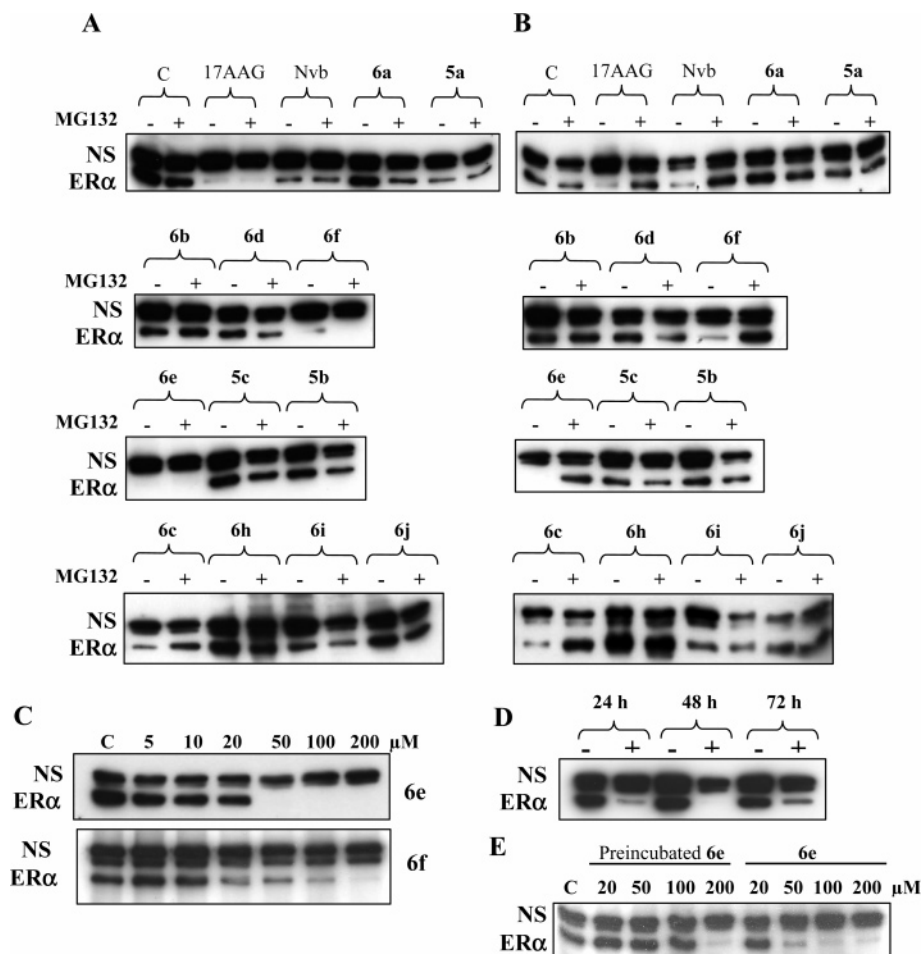 A
C 17AAG Nvb 6a 5a
MG132 - + - + - + - + - +
NS
ERα
6b 6d 6f
MG132 - + - + - +
NS
ERα
6e 5c 5b
MG132 - + - + - +
NS
ERα
6c 6h 6i 6j
MG132 - + - + - + - +
NS
ERα
B
C 17AAG Nvb 6a 5a
- + - + - + - + - +
6b 6d 6f
- + - + - +
6e 5c 5b
- + - + - +
6c 6h 6i 6j
- + - + - + - +
C
C 5 10 20 50 100 200 μM
NS
ERα
6e
NS
ERα
6f
D
24 h 48 h 72 h
- + - + - +
NS
ERα
E
Preincubated 6e 6e
C 20 50 100 200 20 50 100 200 μM
NS
ERα